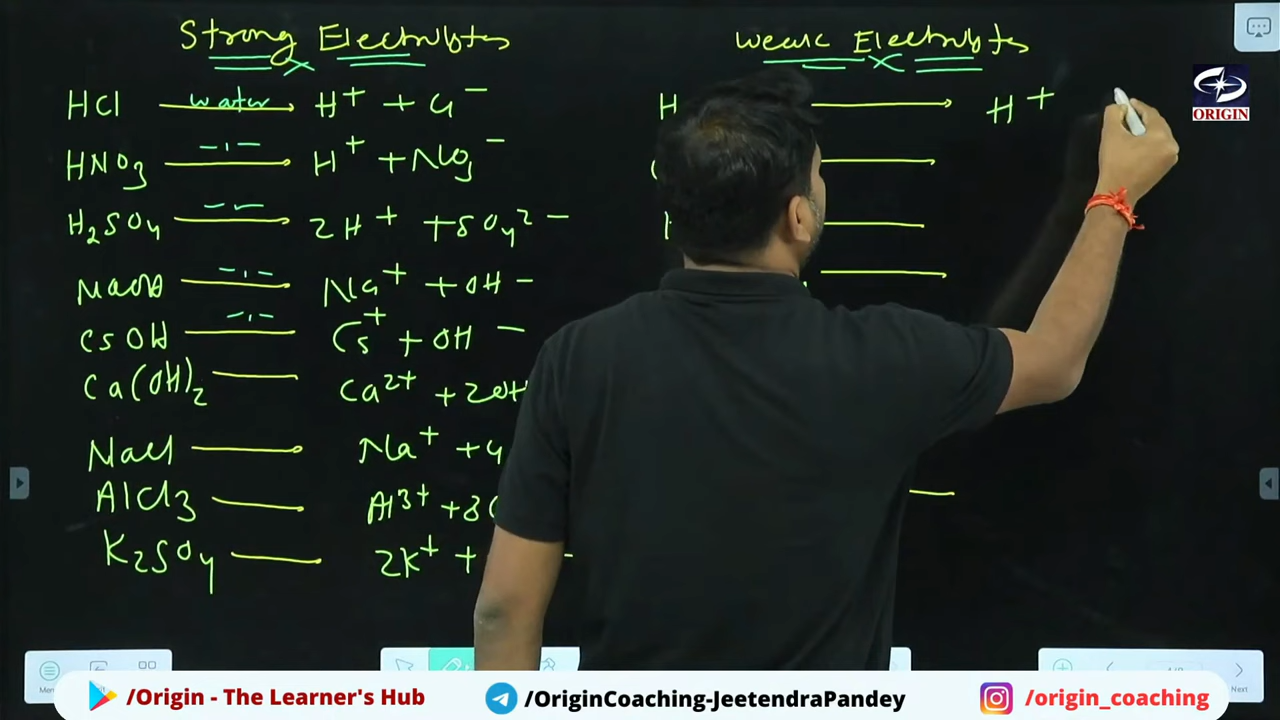 Strong Electrolytes
HCl water H+ + Cl-
HNO3 -"- H+ + NO3-
H2SO4 -"- 2H+ + SO4 2-
NaOH -"- Na+ + OH-
CsOH -"- Cs+ + OH-
Ca(OH)2 Ca2+ + 2OH
NaCl Na+ + Cl
AlCl3 Al3+ + 3C
K2SO4 2K+ +
Weak Electrolytes
H H+
ORIGIN
/Origin - The Learner's Hub
/OriginCoaching-JeetendraPandey
/origin_coaching
Next